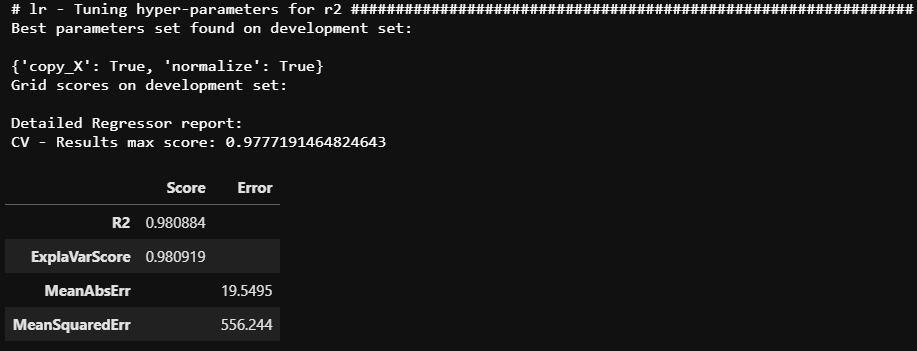 # lr - Tuning hyper-parameters for r2 ###############################################################
Best parameters set found on development set:
{'copy_X': True, 'normalize': True}
Grid scores on development set:
Detailed Regressor report:
CV - Results max score: 0.9777191464824643
Score Error
R2 0.980884
ExplaVarScore 0.980919
MeanAbsErr 19.5495
MeanSquaredErr 556.244